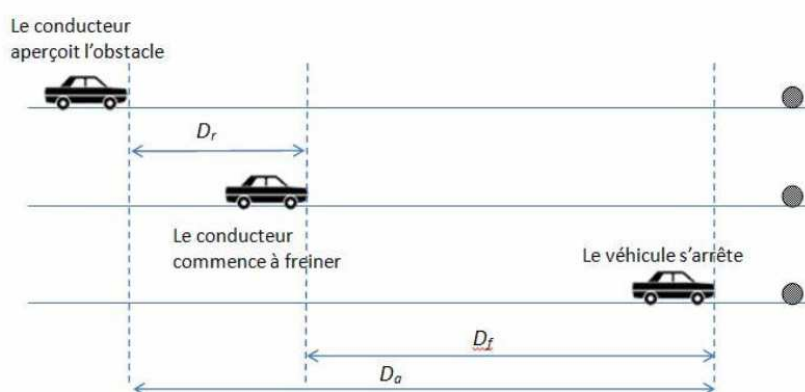 Le conducteur
aperçoit l'obstacle
Dr
Le conducteur
commence à freiner
Le véhicule s'arrête
Df
Da